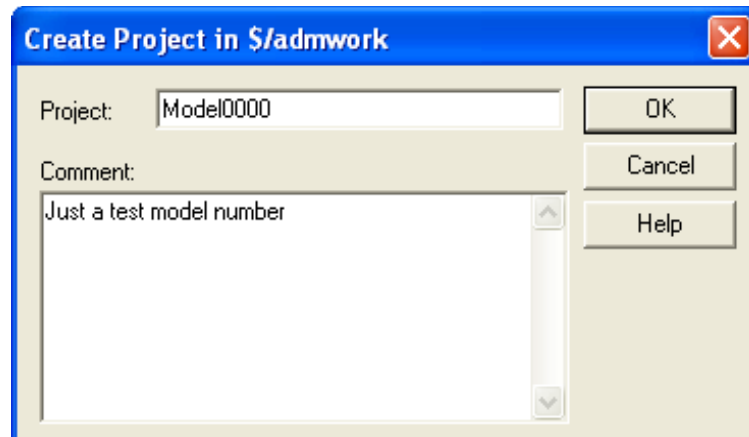 Create Project in $/admwork
Project: Model0000 OK
Comment: Cancel
Just a test model number Help